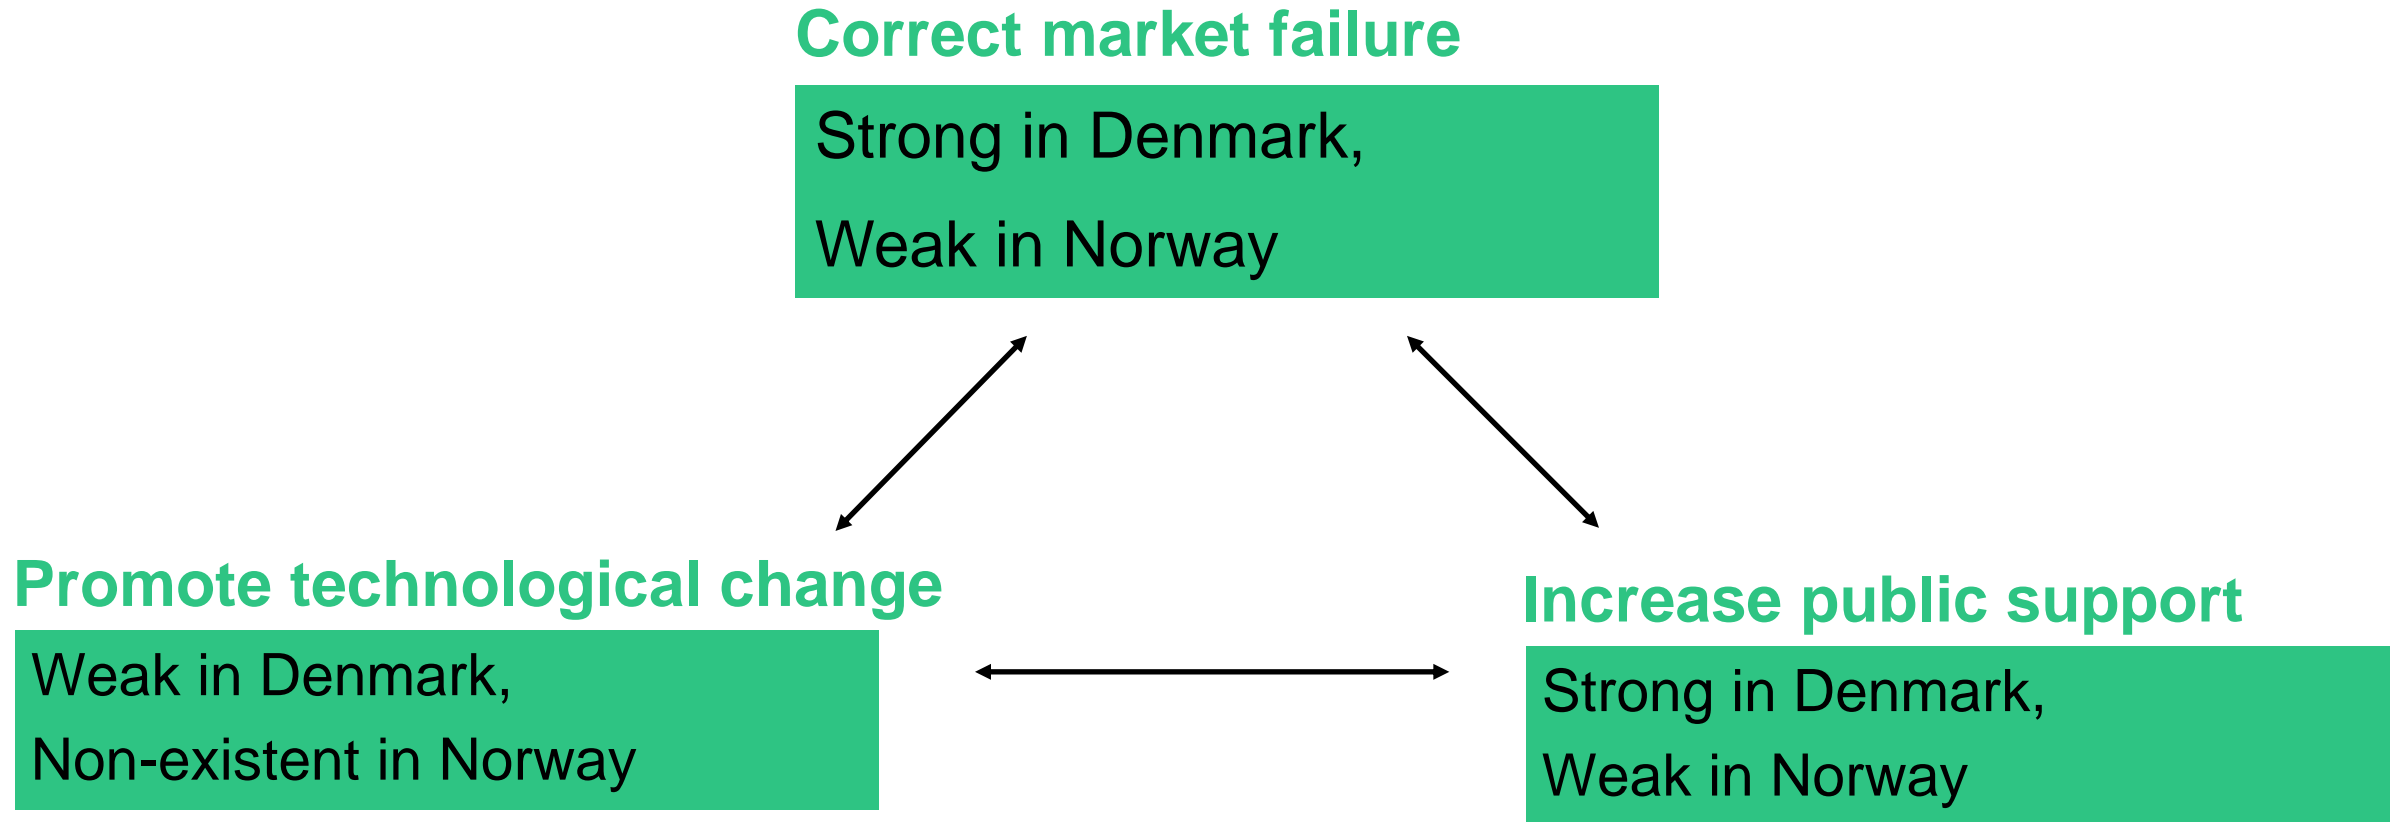 Correct market failure
Strong in Denmark,
Weak in Norway
Promote technological change
Weak in Denmark,
Non-existent in Norway
Increase public support
Strong in Denmark,
Weak in Norway